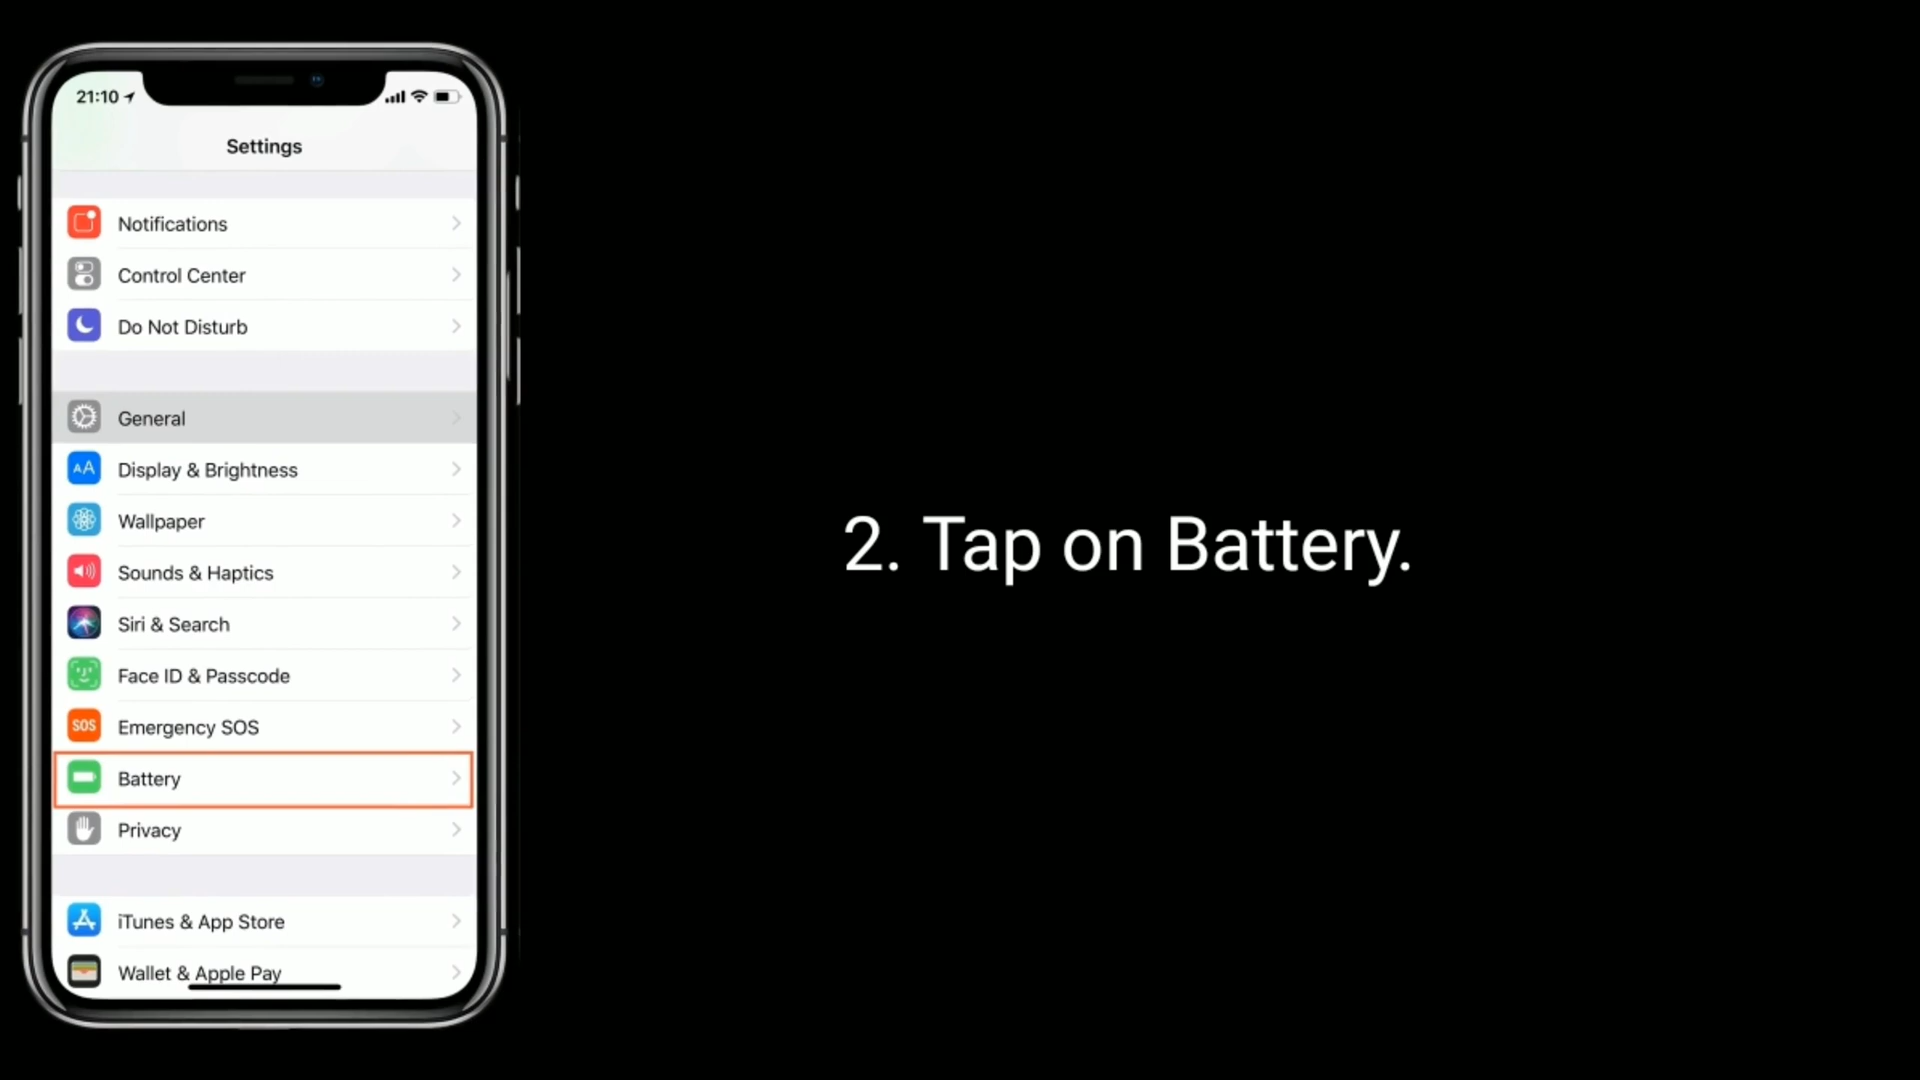 21:10
Settings
Notifications
Control Center
Do Not Disturb
General
AA Display & Brightness
Wallpaper
Sounds & Haptics
Siri & Search
Face ID & Passcode
SOS Emergency SOS
Battery
Privacy
iTunes & App Store
Wallet & Apple Pay
2. Tap on Battery.